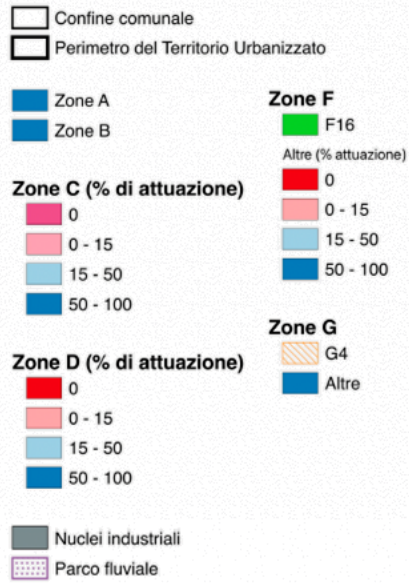 Confine comunale
Perimetro del Territorio Urbanizzato
Zone A
Zone B
Zone C (% di attuazione)
0
0 - 15
15 - 50
50 - 100
Zone D (% di attuazione)
0
0 - 15
15 - 50
50 - 100
Zone F
F16
Altre (% attuazione)
0
0 - 15
15 - 50
50 - 100
Zone G
G4
Altre
Nuclei industriali
Parco fluviale